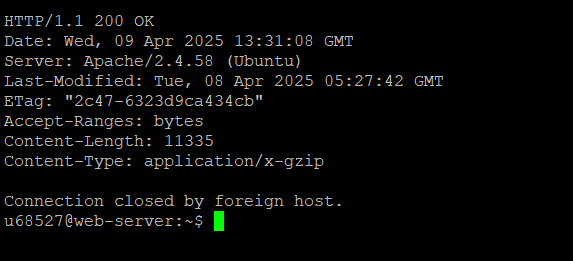 HTTP/1.1 200 OK
Date: Wed, 09 Apr 2025 13:31:08 GMT
Server: Apache/2.4.58 (Ubuntu)
Last-Modified: Tue, 08 Apr 2025 05:27:42 GMT
ETag: "2c47-6323d9ca434cb"
Accept-Ranges: bytes
Content-Length: 11335
Content-Type: application/x-gzip
Connection closed by foreign host.
u68527@web-server:~$